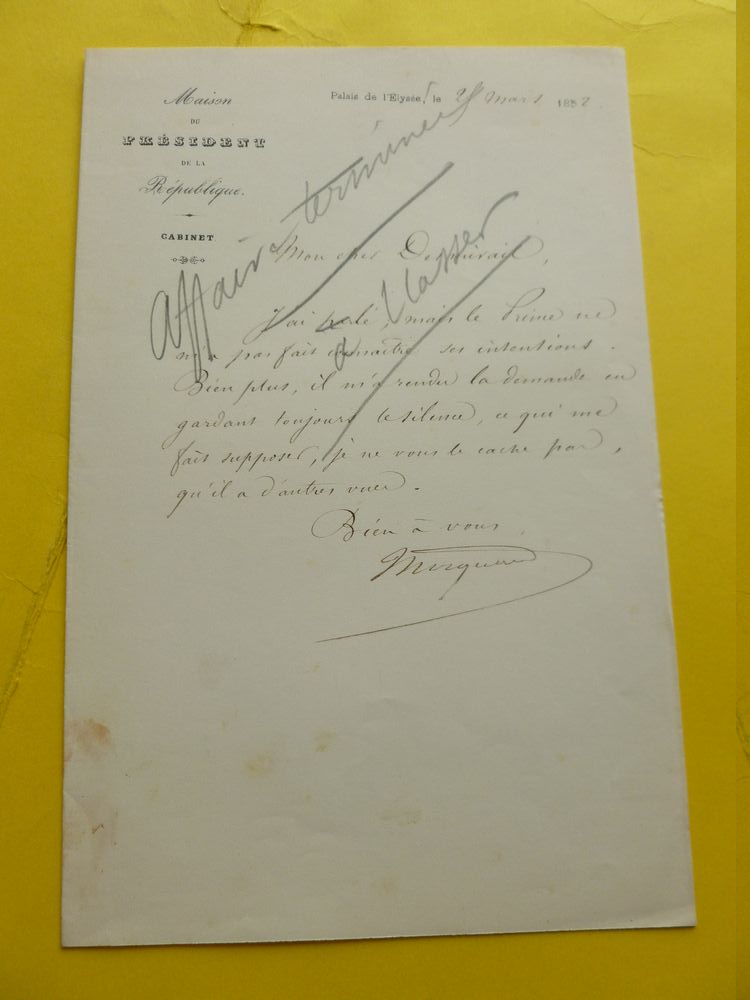 Maison
DU
PRÉSIDENT
DE LA
République.
CABINET
Palais de l'Elysée, le 28 mars 1852.
affaire terminée
à classer
Mon cher Desmirail,
J'ai parlé, mais le Prince ne
m'a pas fait connaître ses intentions.
Bien plus, il m'a rendu la demande en
gardant toujours le silence, ce qui me
fait supposer, je ne vous le cache pas,
qu'il a d'autres vues.
Bien à vous
Mocquard